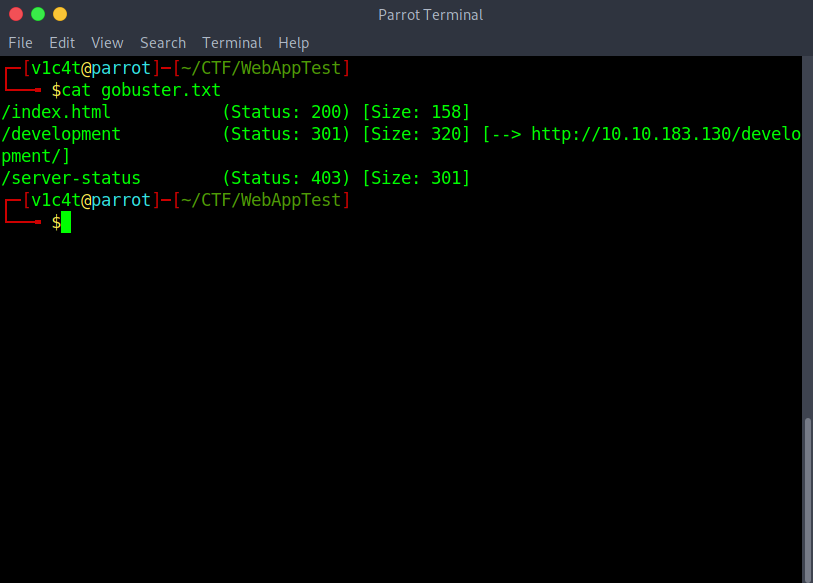 Parrot Terminal
File Edit View Search Terminal Help
┌─[v1c4t@parrot]─[~/CTF/WebAppTest]
└──╼ $cat gobuster.txt
/index.html           (Status: 200) [Size: 158]
/development          (Status: 301) [Size: 320] [--> http://10.10.183.130/develo
pment/]
/server-status        (Status: 403) [Size: 301]
┌─[v1c4t@parrot]─[~/CTF/WebAppTest]
└──╼ $